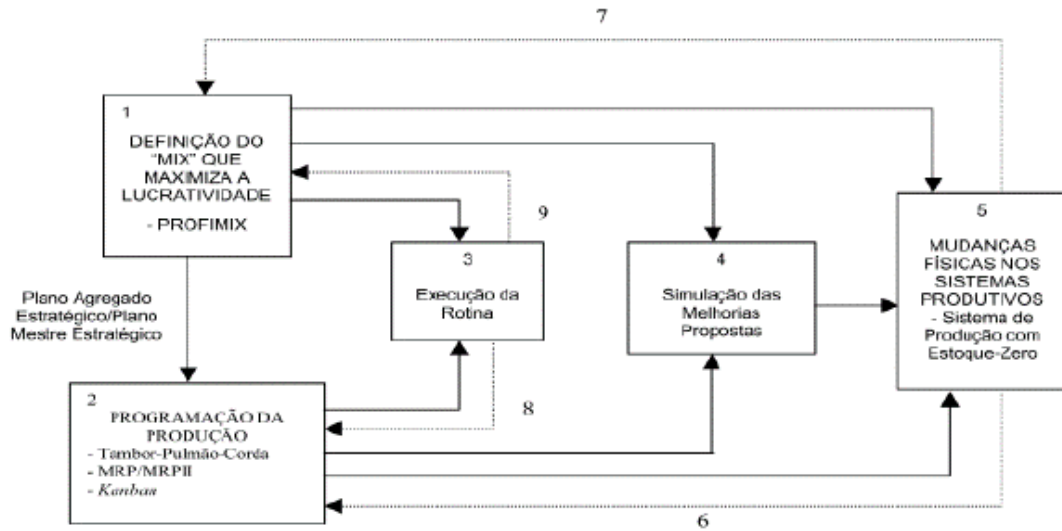 7
1
DEFINIÇÃO DO
"MIX" QUE
MAXIMIZA A
LUCRATIVIDADE
- PROFIMIX
9
3
Execução da
Rotina
4
Simulação das
Melhorias
Propostas
5
MUDANÇAS
FÍSICAS NOS
SISTEMAS
PRODUTIVOS
- Sistema de
Produção com
Estoque-Zero
Plano Agregado
Estratégico/Plano
Mestre Estratégico
2
PROGRAMAÇÃO DA
PRODUÇÃO
- Tambor-Pulmão-Corda
- MRP/MRPII
- Kanban
8
6